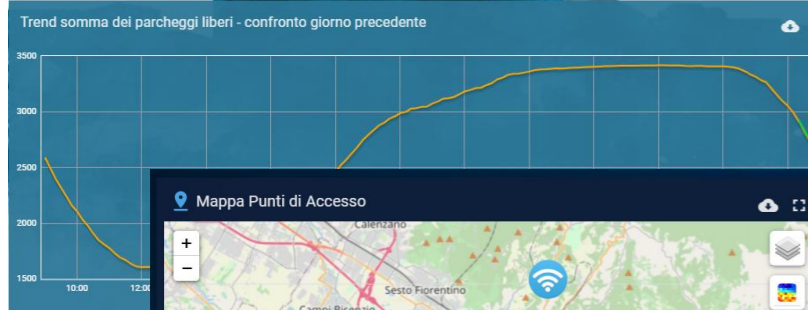 Trend somma dei parcheggi liberi - confronto giorno precedente
3500
3000
2500
2000
1500
10:00
12:00
Mappa Punti di Accesso
+
−
Calenzano
Sesto Fiorentino
Campi Bisenzio